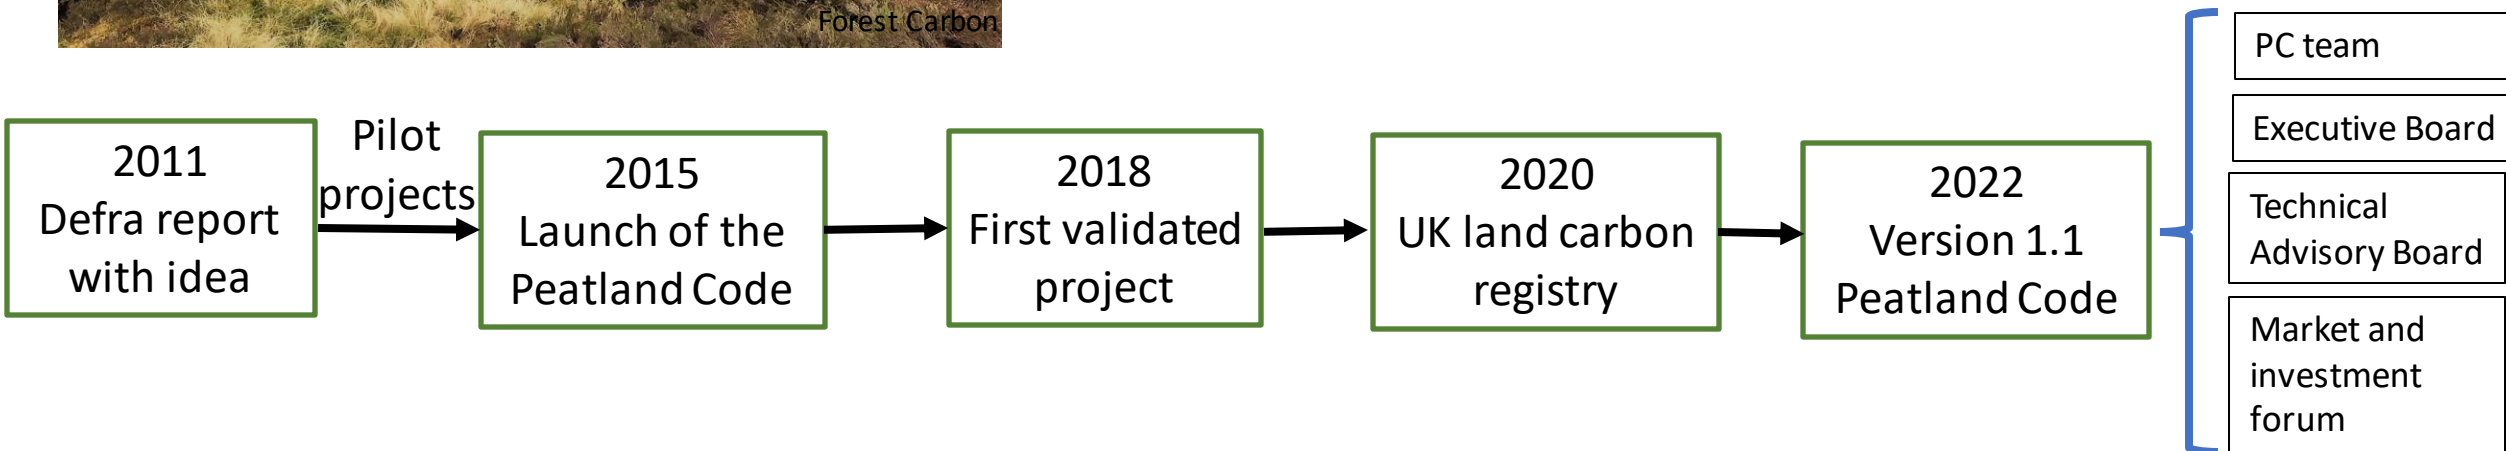 Forest Carbon
2011
Defra report
with idea
Pilot
projects
2015
Launch of the
Peatland Code
2018
First validated
project
2020
UK land carbon
registry
2022
Version 1.1
Peatland Code
PC team
Executive Board
Technical
Advisory Board
Market and
investment
forum